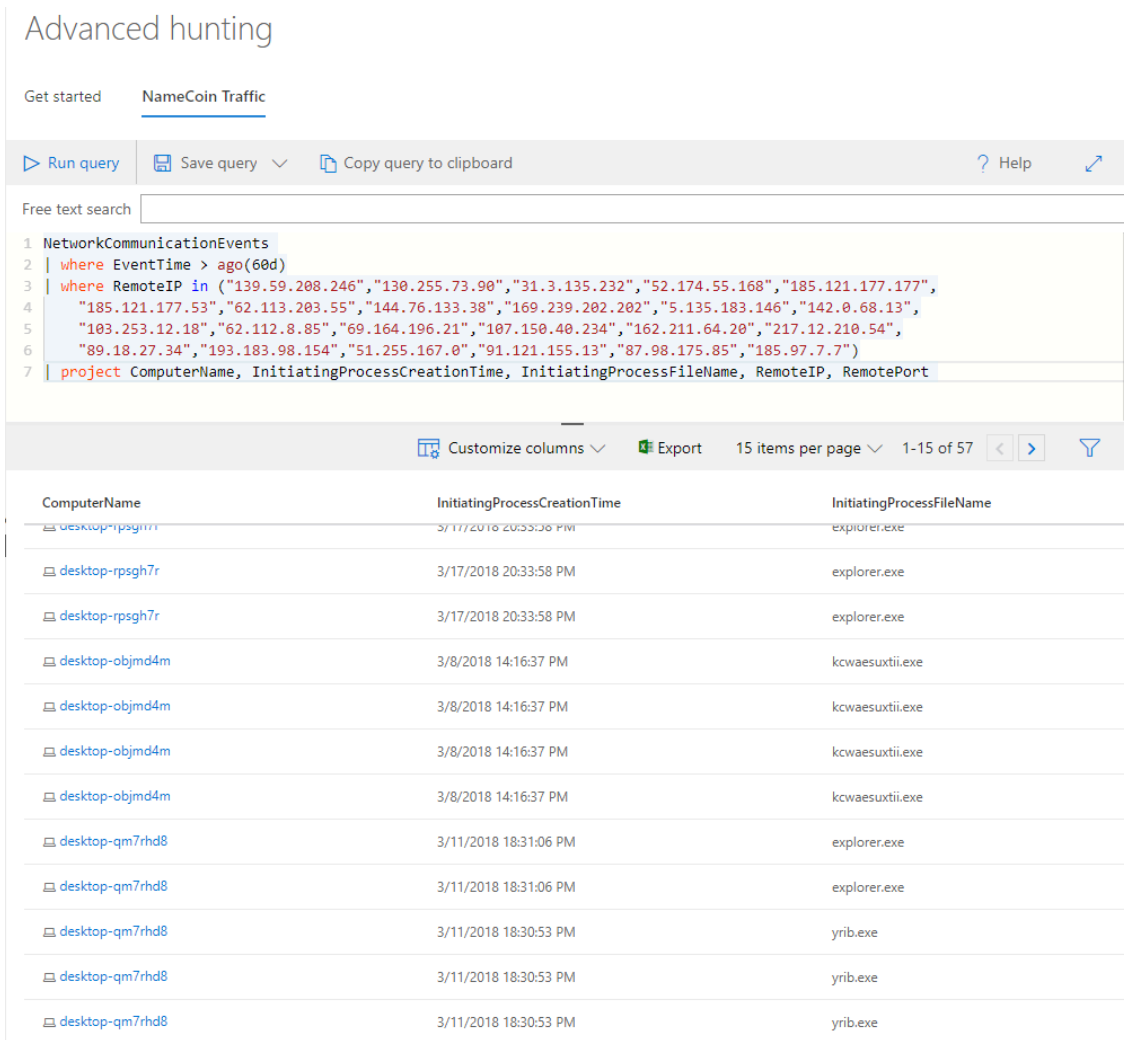 Advanced hunting
Get started NameCoin Traffic
Run query Save query Copy query to clipboard ? Help
Free text search
1 NetworkCommunicationEvents
2 | where EventTime > ago(60d)
3 | where RemoteIP in ("139.59.208.246","130.255.73.90","31.3.135.232","52.174.55.168","185.121.177.177",
4 "185.121.177.53","62.113.203.55","144.76.133.38","169.239.202.202","5.135.183.146","142.0.68.13",
5 "103.253.12.18","62.112.8.85","69.164.196.21","107.150.40.234","162.211.64.20","217.12.210.54",
6 "89.18.27.34","193.183.98.154","51.255.167.0","91.121.155.13","87.98.175.85","185.97.7.7")
7 | project ComputerName, InitiatingProcessCreationTime, InitiatingProcessFileName, RemoteIP, RemotePort
Customize columns Export 15 items per page 1-15 of 57 < >
ComputerName InitiatingProcessCreationTime InitiatingProcessFileName
desktop-rpsgh7r 3/17/2018 20:33:58 PM explorer.exe
desktop-rpsgh7r 3/17/2018 20:33:58 PM explorer.exe
desktop-rpsgh7r 3/17/2018 20:33:58 PM explorer.exe
desktop-objmd4m 3/8/2018 14:16:37 PM kcwaesuxtii.exe
desktop-objmd4m 3/8/2018 14:16:37 PM kcwaesuxtii.exe
desktop-objmd4m 3/8/2018 14:16:37 PM kcwaesuxtii.exe
desktop-objmd4m 3/8/2018 14:16:37 PM kcwaesuxtii.exe
desktop-qm7rhd8 3/11/2018 18:31:06 PM explorer.exe
desktop-qm7rhd8 3/11/2018 18:31:06 PM explorer.exe
desktop-qm7rhd8 3/11/2018 18:30:53 PM yrib.exe
desktop-qm7rhd8 3/11/2018 18:30:53 PM yrib.exe
desktop-qm7rhd8 3/11/2018 18:30:53 PM yrib.exe